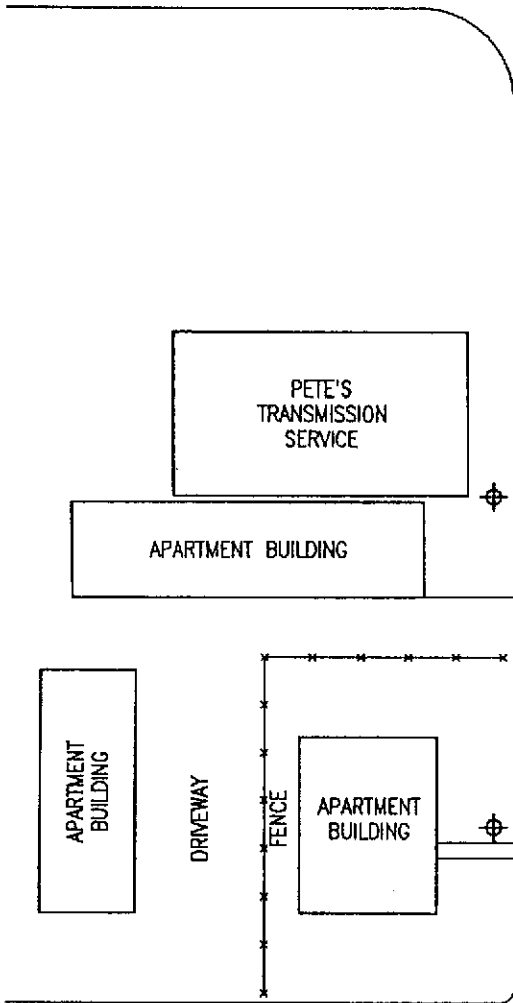 PETE'S
TRANSMISSION
SERVICE
APARTMENT BUILDING
APARTMENT
BUILDING
DRIVEWAY
FENCE
APARTMENT
BUILDING